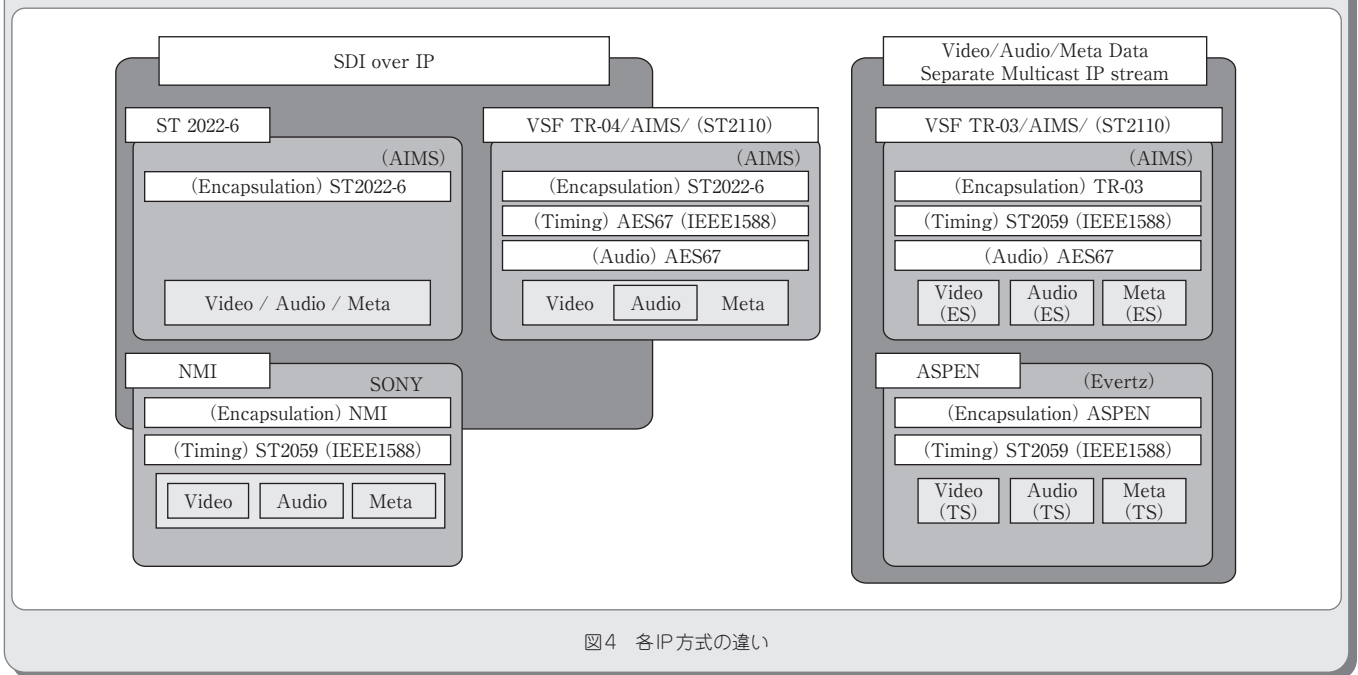 SDI over IP
ST 2022-6
(AIMS)
(Encapsulation) ST2022-6
Video / Audio / Meta
VSF TR-04/AIMS/ (ST2110)
(AIMS)
(Encapsulation) ST2022-6
(Timing) AES67 (IEEE1588)
(Audio) AES67
Video Audio Meta
NMI
SONY
(Encapsulation) NMI
(Timing) ST2059 (IEEE1588)
Video Audio Meta
Video/Audio/Meta Data
Separate Multicast IP stream
VSF TR-03/AIMS/ (ST2110)
(AIMS)
(Encapsulation) TR-03
(Timing) ST2059 (IEEE1588)
(Audio) AES67
Video Audio Meta
(ES) (ES) (ES)
ASPEN
(Evertz)
(Encapsulation) ASPEN
(Timing) ST2059 (IEEE1588)
Video Audio Meta
(TS) (TS) (TS)
図4 各IP方式の違い